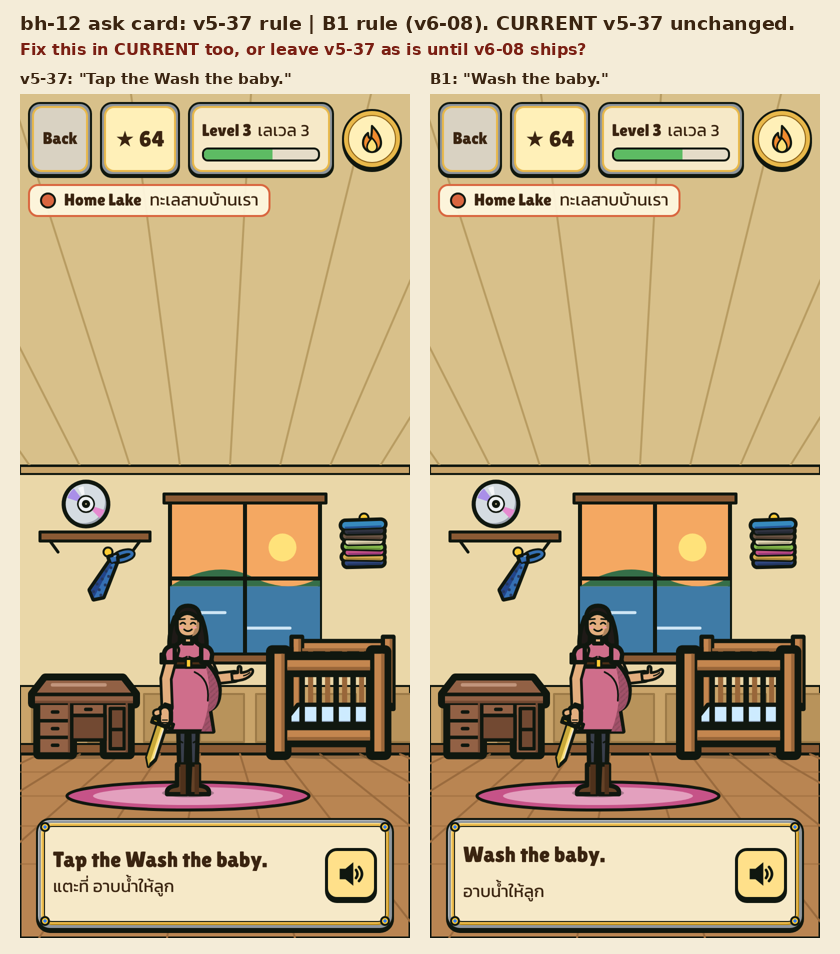 bh-12 ask card: v5-37 rule | B1 rule (v6-08). CURRENT v5-37 unchanged.
Fix this in CURRENT too, or leave v5-37 as is until v6-08 ships?
v5-37: "Tap the Wash the baby."
Back
★ 64
Level 3 เลเวล 3
Home Lake ทะเลสาบบ้านเรา
Tap the Wash the baby.
แตะที่ อาบน้ำให้ลูก
B1: "Wash the baby."
Back
★ 64
Level 3 เลเวล 3
Home Lake ทะเลสาบบ้านเรา
Wash the baby.
อาบน้ำให้ลูก